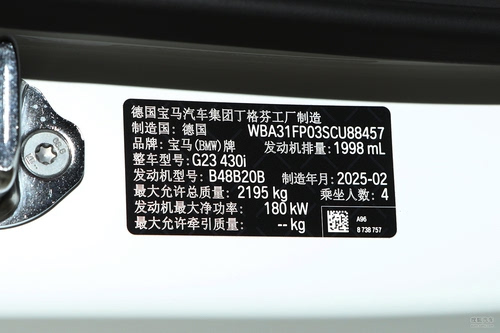 德国宝马汽车集团丁格芬工厂制造
制造国：德国 WBA31FP03SCU88457
品牌：宝马(BMW)牌 发动机排量：1998 mL
整车型号：G23 430i
发动机型号：B48B20B 制造年月：2025-02
最大允许总质量：2195 kg 乘坐人数：4
发动机最大净功率：180 kW
最大允许牵引质量：-- kg
A96
8 738 757